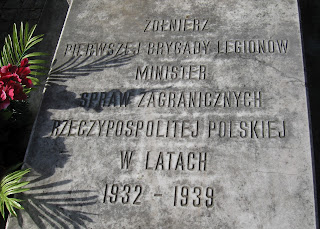 ŻOŁNIERZ
PIERWSZEJ BRYGADY LEGIONÓW
MINISTER
SPRAW ZAGRANICZNYCH
RZECZYPOSPOLITEJ POLSKIEJ
W LATACH
1932 - 1939